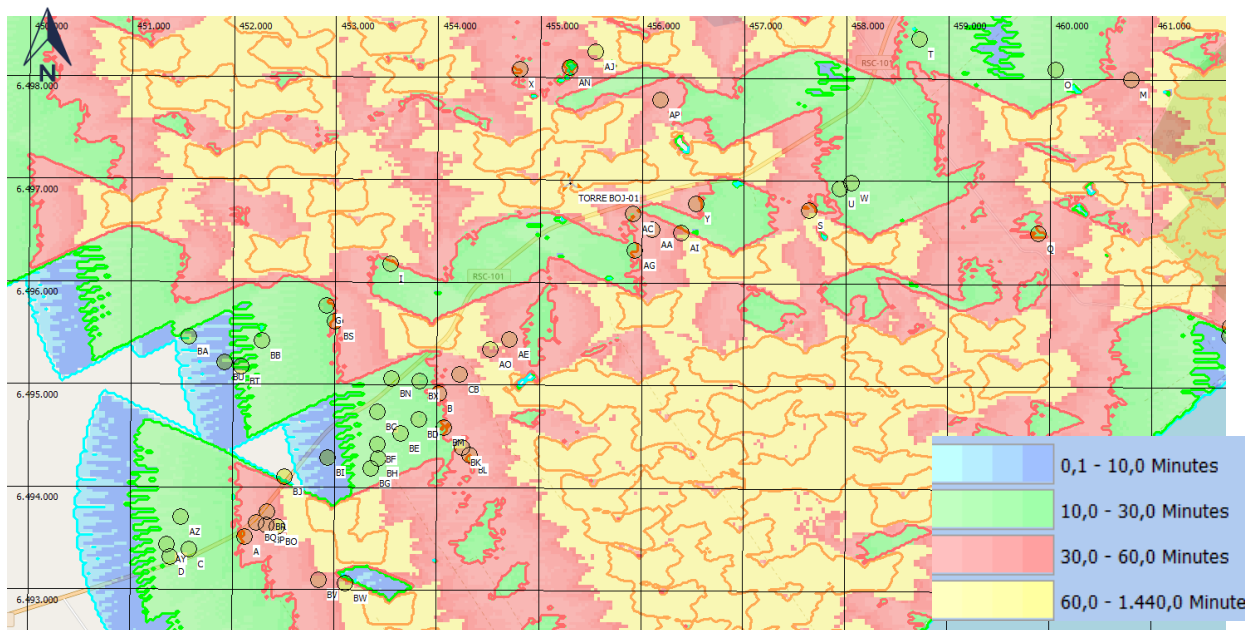 450.000 451.000 452.000 453.000 454.000 455.000 456.000 457.000 458.000 459.000 460.000 461.000
N
6.498.000
6.497.000
6.496.000
6.495.000
6.494.000
6.493.000
RSC-101
T
AJ
X
AN
O
M
AP
TORRE BOJ-01
U
W
Y
S
AC
AA
AI
Q
AG
I
RSC-101
G
BS
BA
BB
AE
AO
BU
BT
BN
BX
CB
B
BC
BD
BE
BM
BF
BK
BL
BI
BH
BG
BJ
AZ
BR
BQ
BP
BO
A
AY
C
D
BV
BW
0,1 - 10,0 Minutes
10,0 - 30,0 Minutes
30,0 - 60,0 Minutes
60,0 - 1.440,0 Minute